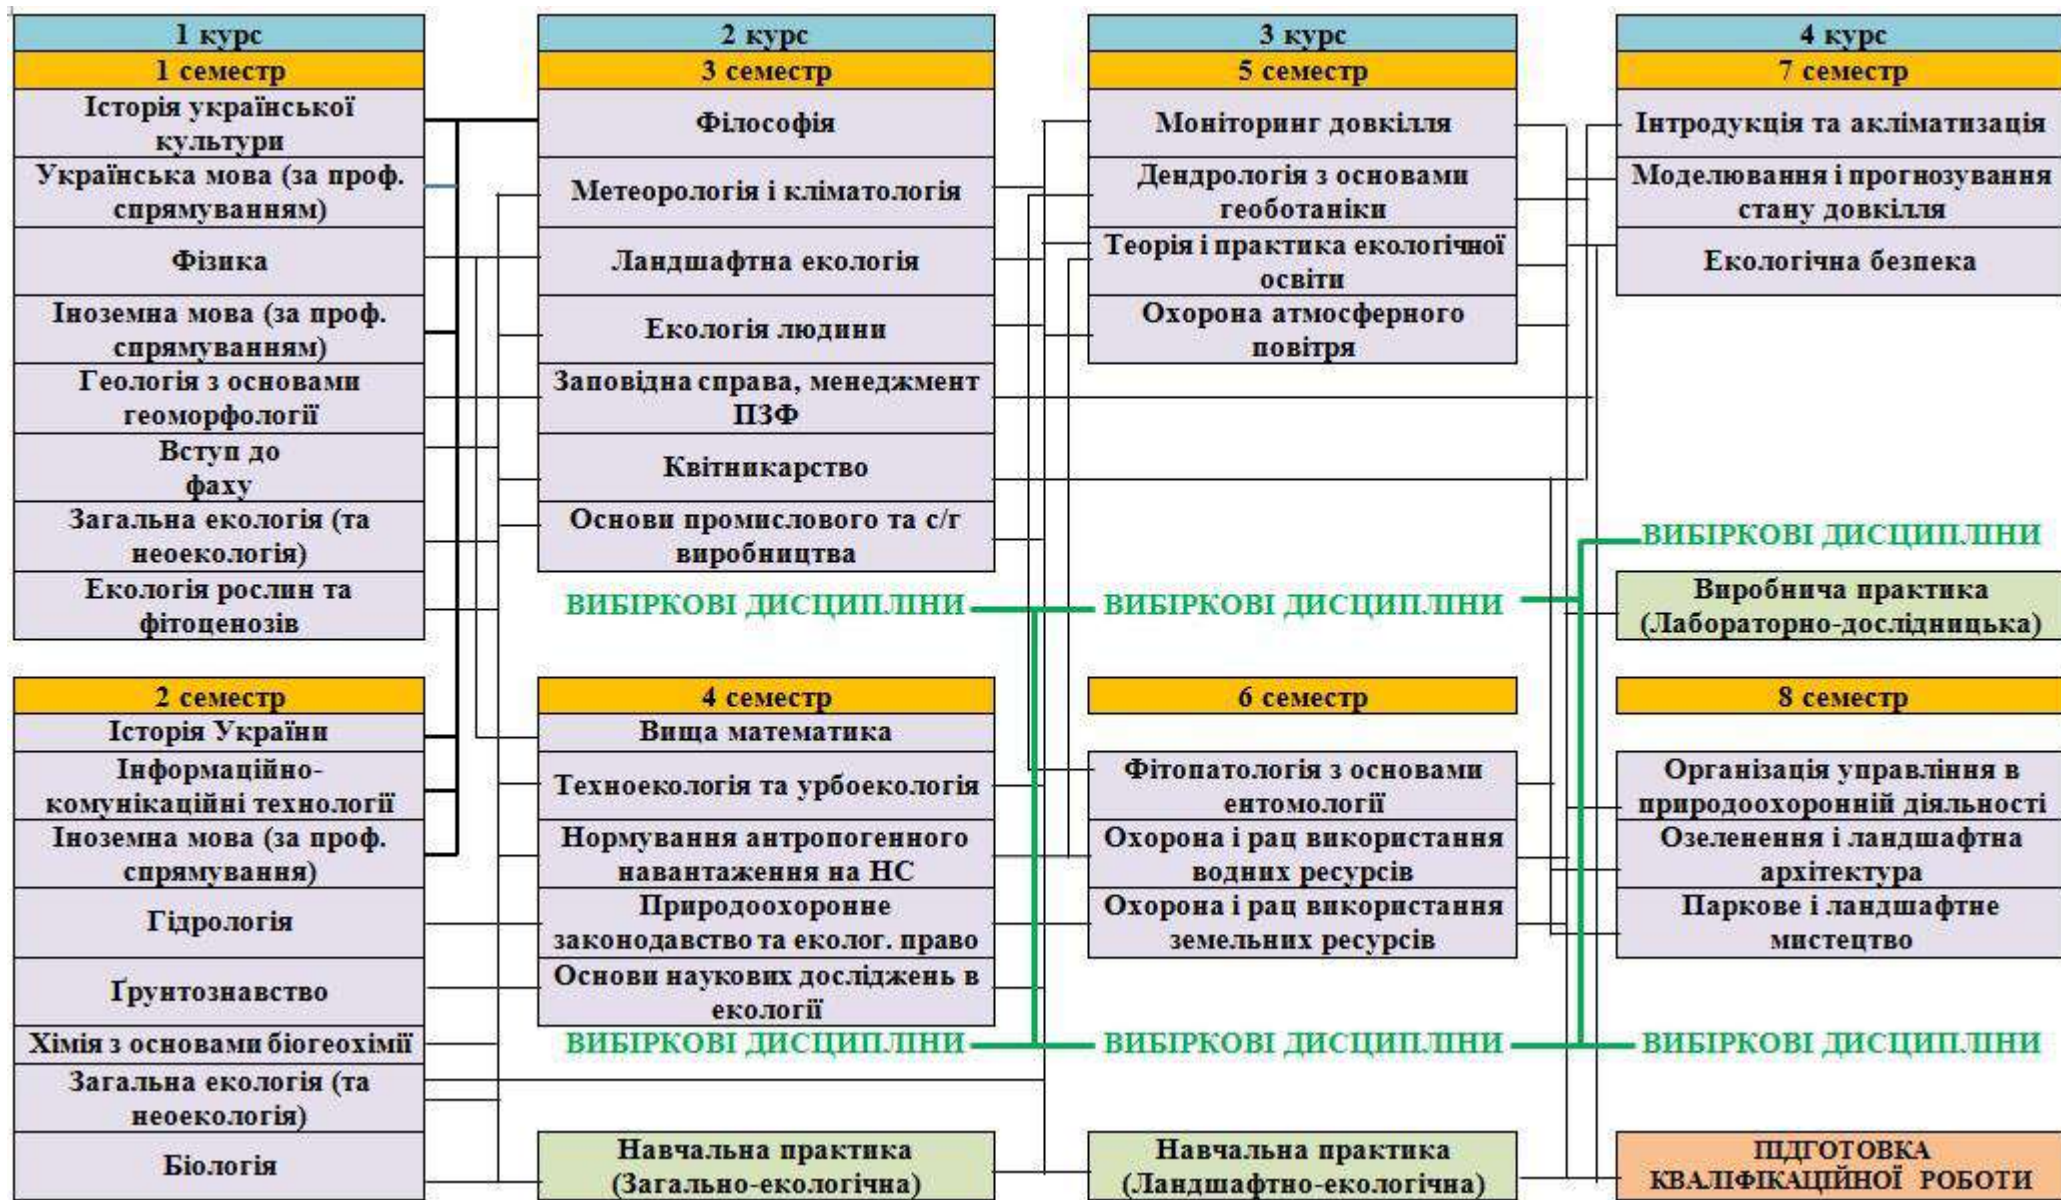 1 курс
1 семестр
Історія української
культури
Українська мова (за проф.
спрямуванням)
Фізика
Іноземна мова (за проф.
спрямуванням)
Геологія з основами
геоморфології
Вступ до
фаху
Загальна екологія (та
неоекологія)
Екологія рослин та
фітоценозів
2 семестр
Історія України
Інформаційно-
комунікаційні технології
Іноземна мова (за проф.
спрямування)
Гідрологія
Ґрунтознавство
Хімія з основами біогеохімії
Загальна екологія (та
неоекологія)
Біологія
2 курс
3 семестр
Філософія
Метеорологія і кліматологія
Ландшафтна екологія
Екологія людини
Заповідна справа, менеджмент
ПЗФ
Квітникарство
Основи промислового та с/г
виробництва
ВИБІРКОВІ ДИСЦИПЛІНИ
4 семестр
Вища математика
Техноекологія та урбоекологія
Нормування антропогенного
навантаження на НС
Природоохоронне
законодавство та еколог. право
Основи наукових досліджень в
екології
ВИБІРКОВІ ДИСЦИПЛІНИ
Навчальна практика
(Загально-екологічна)
3 курс
5 семестр
Моніторинг довкілля
Дендрологія з основами
геоботаніки
Теорія і практика екологічної
освіти
Охорона атмосферного
повітря
ВИБІРКОВІ ДИСЦИПЛІНИ
6 семестр
Фітопатологія з основами
ентомології
Охорона і рац використання
водних ресурсів
Охорона і рац використання
земельних ресурсів
ВИБІРКОВІ ДИСЦИПЛІНИ
Навчальна практика
(Ландшафтно-екологічна)
4 курс
7 семестр
Інтродукція та акліматизація
Моделювання і прогнозування
стану довкілля
Екологічна безпека
ВИБІРКОВІ ДИСЦИПЛІНИ
Виробнича практика
(Лабораторно-дослідницька)
8 семестр
Організація управління в
природоохоронній діяльності
Озеленення і ландшафтна
архітектура
Паркове і ландшафтне
мистецтво
ВИБІРКОВІ ДИСЦИПЛІНИ
ПІДГОТОВКА
КВАЛІФІКАЦІЙНОЇ РОБОТИ